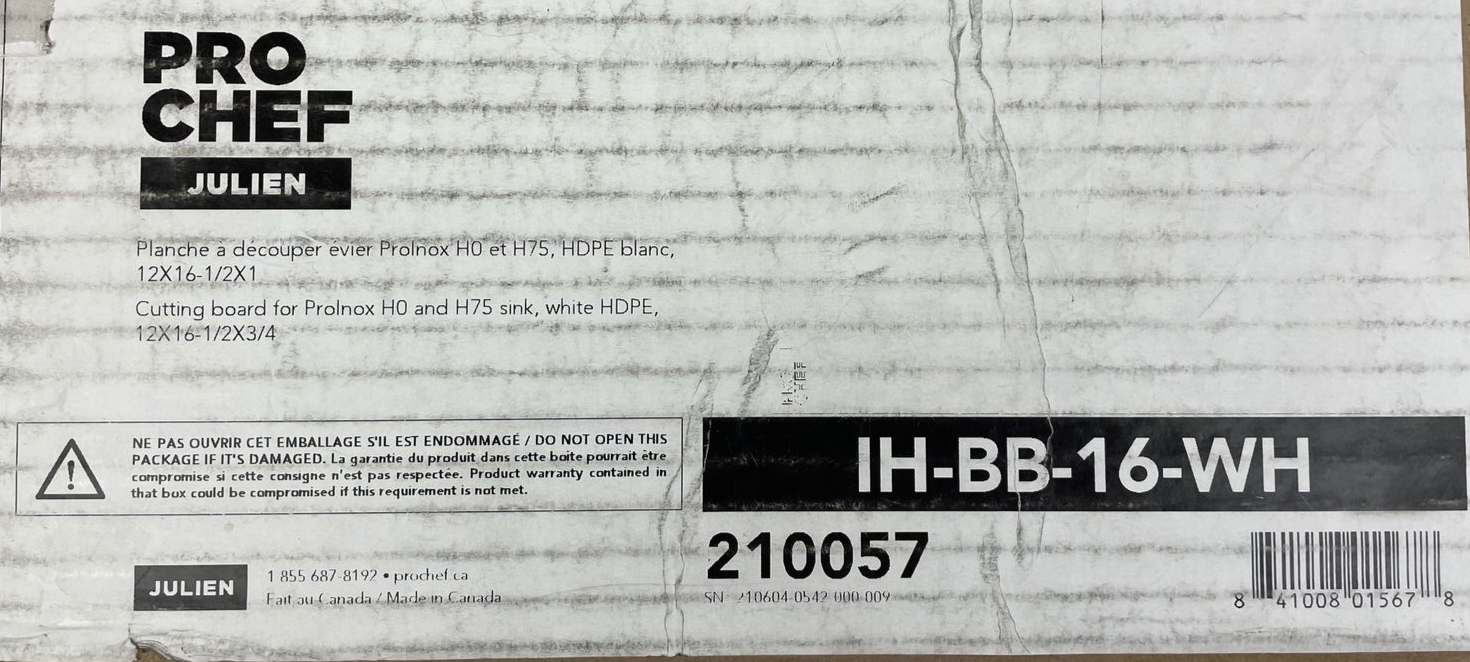 PRO
CHEF
JULIEN
Planche à découper évier ProInox H0 et H75, HDPE blanc,
12X16-1/2X1
Cutting board for ProInox H0 and H75 sink, white HDPE,
12X16-1/2X3/4
NE PAS OUVRIR CET EMBALLAGE S'IL EST ENDOMMAGÉ / DO NOT OPEN THIS
PACKAGE IF IT'S DAMAGED. La garantie du produit dans cette boite pourrait être
compromise si cette consigne n'est pas respectée. Product warranty contained in
that box could be compromised if this requirement is not met.
IH-BB-16-WH
210057
SN 210604-0542-000-009
JULIEN
1 855 687-8192 • prochef.ca
Fait au Canada / Made in Canada
8 41008 01567 8